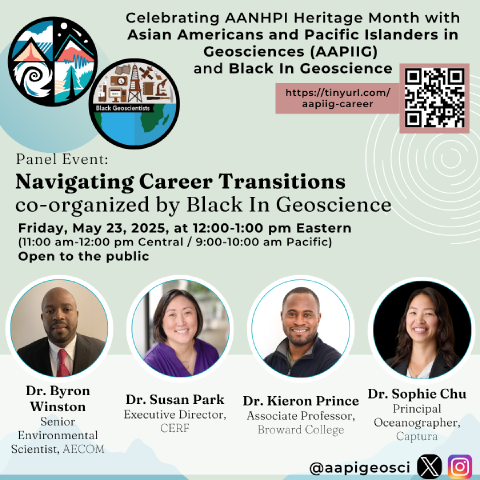 Celebrating AANHPI Heritage Month with
Asian Americans and Pacific Islanders in
Geosciences (AAPIIG)
and Black In Geoscience
Black Geoscientists
https://tinyurl.com/
aapiig-career
Panel Event:
Navigating Career Transitions
co-organized by Black In Geoscience
Friday, May 23, 2025, at 12:00-1:00 pm Eastern
(11:00 am-12:00 pm Central / 9:00-10:00 am Pacific)
Open to the public
Dr. Byron
Winston
Senior
Environmental
Scientist, AECOM
Dr. Susan Park
Executive Director,
CERF
Dr. Kieron Prince
Associate Professor,
Broward College
Dr. Sophie Chu
Principal
Oceanographer,
Captura
@aapigeosci